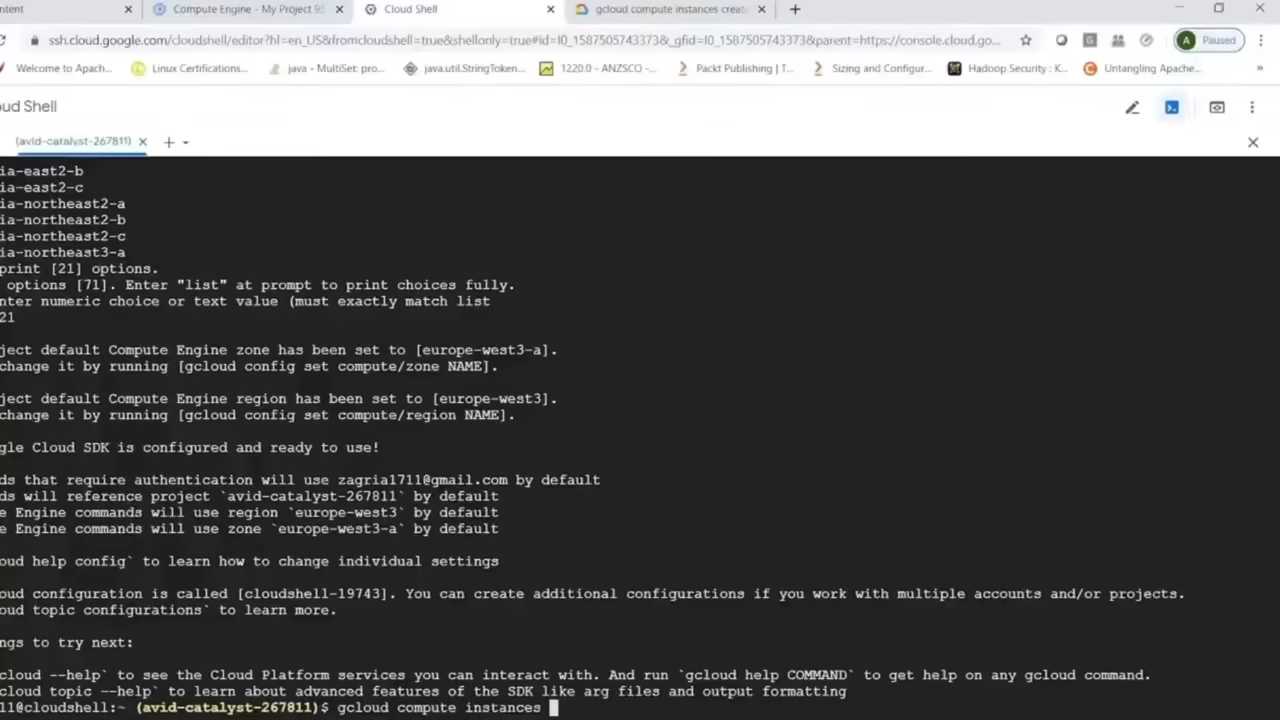 ntent
Compute Engine - My Project 95
Cloud Shell
gcloud compute instances creat
ssh.cloud.google.com/cloudshell/editor?hl=en_US&fromcloudshell=true&shellonly=true#id=I0_1587505743373&_gfid=I0_1587505743373&parent=https://console.cloud.go...
A Paused
Welcome to Apach...
Linux Certifications...
java - MultiSet: pro...
java.util.StringToken...
1220.0 - ANZSCO -...
Packt Publishing | T...
Sizing and Configur...
Hadoop Security : K...
Untangling Apache...
»
oud Shell
(avid-catalyst-267811)
ia-east2-b
ia-east2-c
ia-northeast2-a
ia-northeast2-b
ia-northeast2-c
ia-northeast3-a
print [21] options.
options [71]. Enter "list" at prompt to print choices fully.
nter numeric choice or text value (must exactly match list
21
ject default Compute Engine zone has been set to [europe-west3-a].
change it by running [gcloud config set compute/zone NAME].
ject default Compute Engine region has been set to [europe-west3].
change it by running [gcloud config set compute/region NAME].
gle Cloud SDK is configured and ready to use!
ds that require authentication will use zagria1711@gmail.com by default
ds will reference project `avid-catalyst-267811` by default
e Engine commands will use region `europe-west3` by default
e Engine commands will use zone `europe-west3-a` by default
oud help config` to learn how to change individual settings
oud configuration is called [cloudshell-19743]. You can create additional configurations if you work with multiple accounts and/or projects.
oud topic configurations` to learn more.
ngs to try next:
cloud --help` to see the Cloud Platform services you can interact with. And run `gcloud help COMMAND` to get help on any gcloud command.
cloud topic --help` to learn about advanced features of the SDK like arg files and output formatting
11@cloudshell:~ (avid-catalyst-267811)$ gcloud compute instances